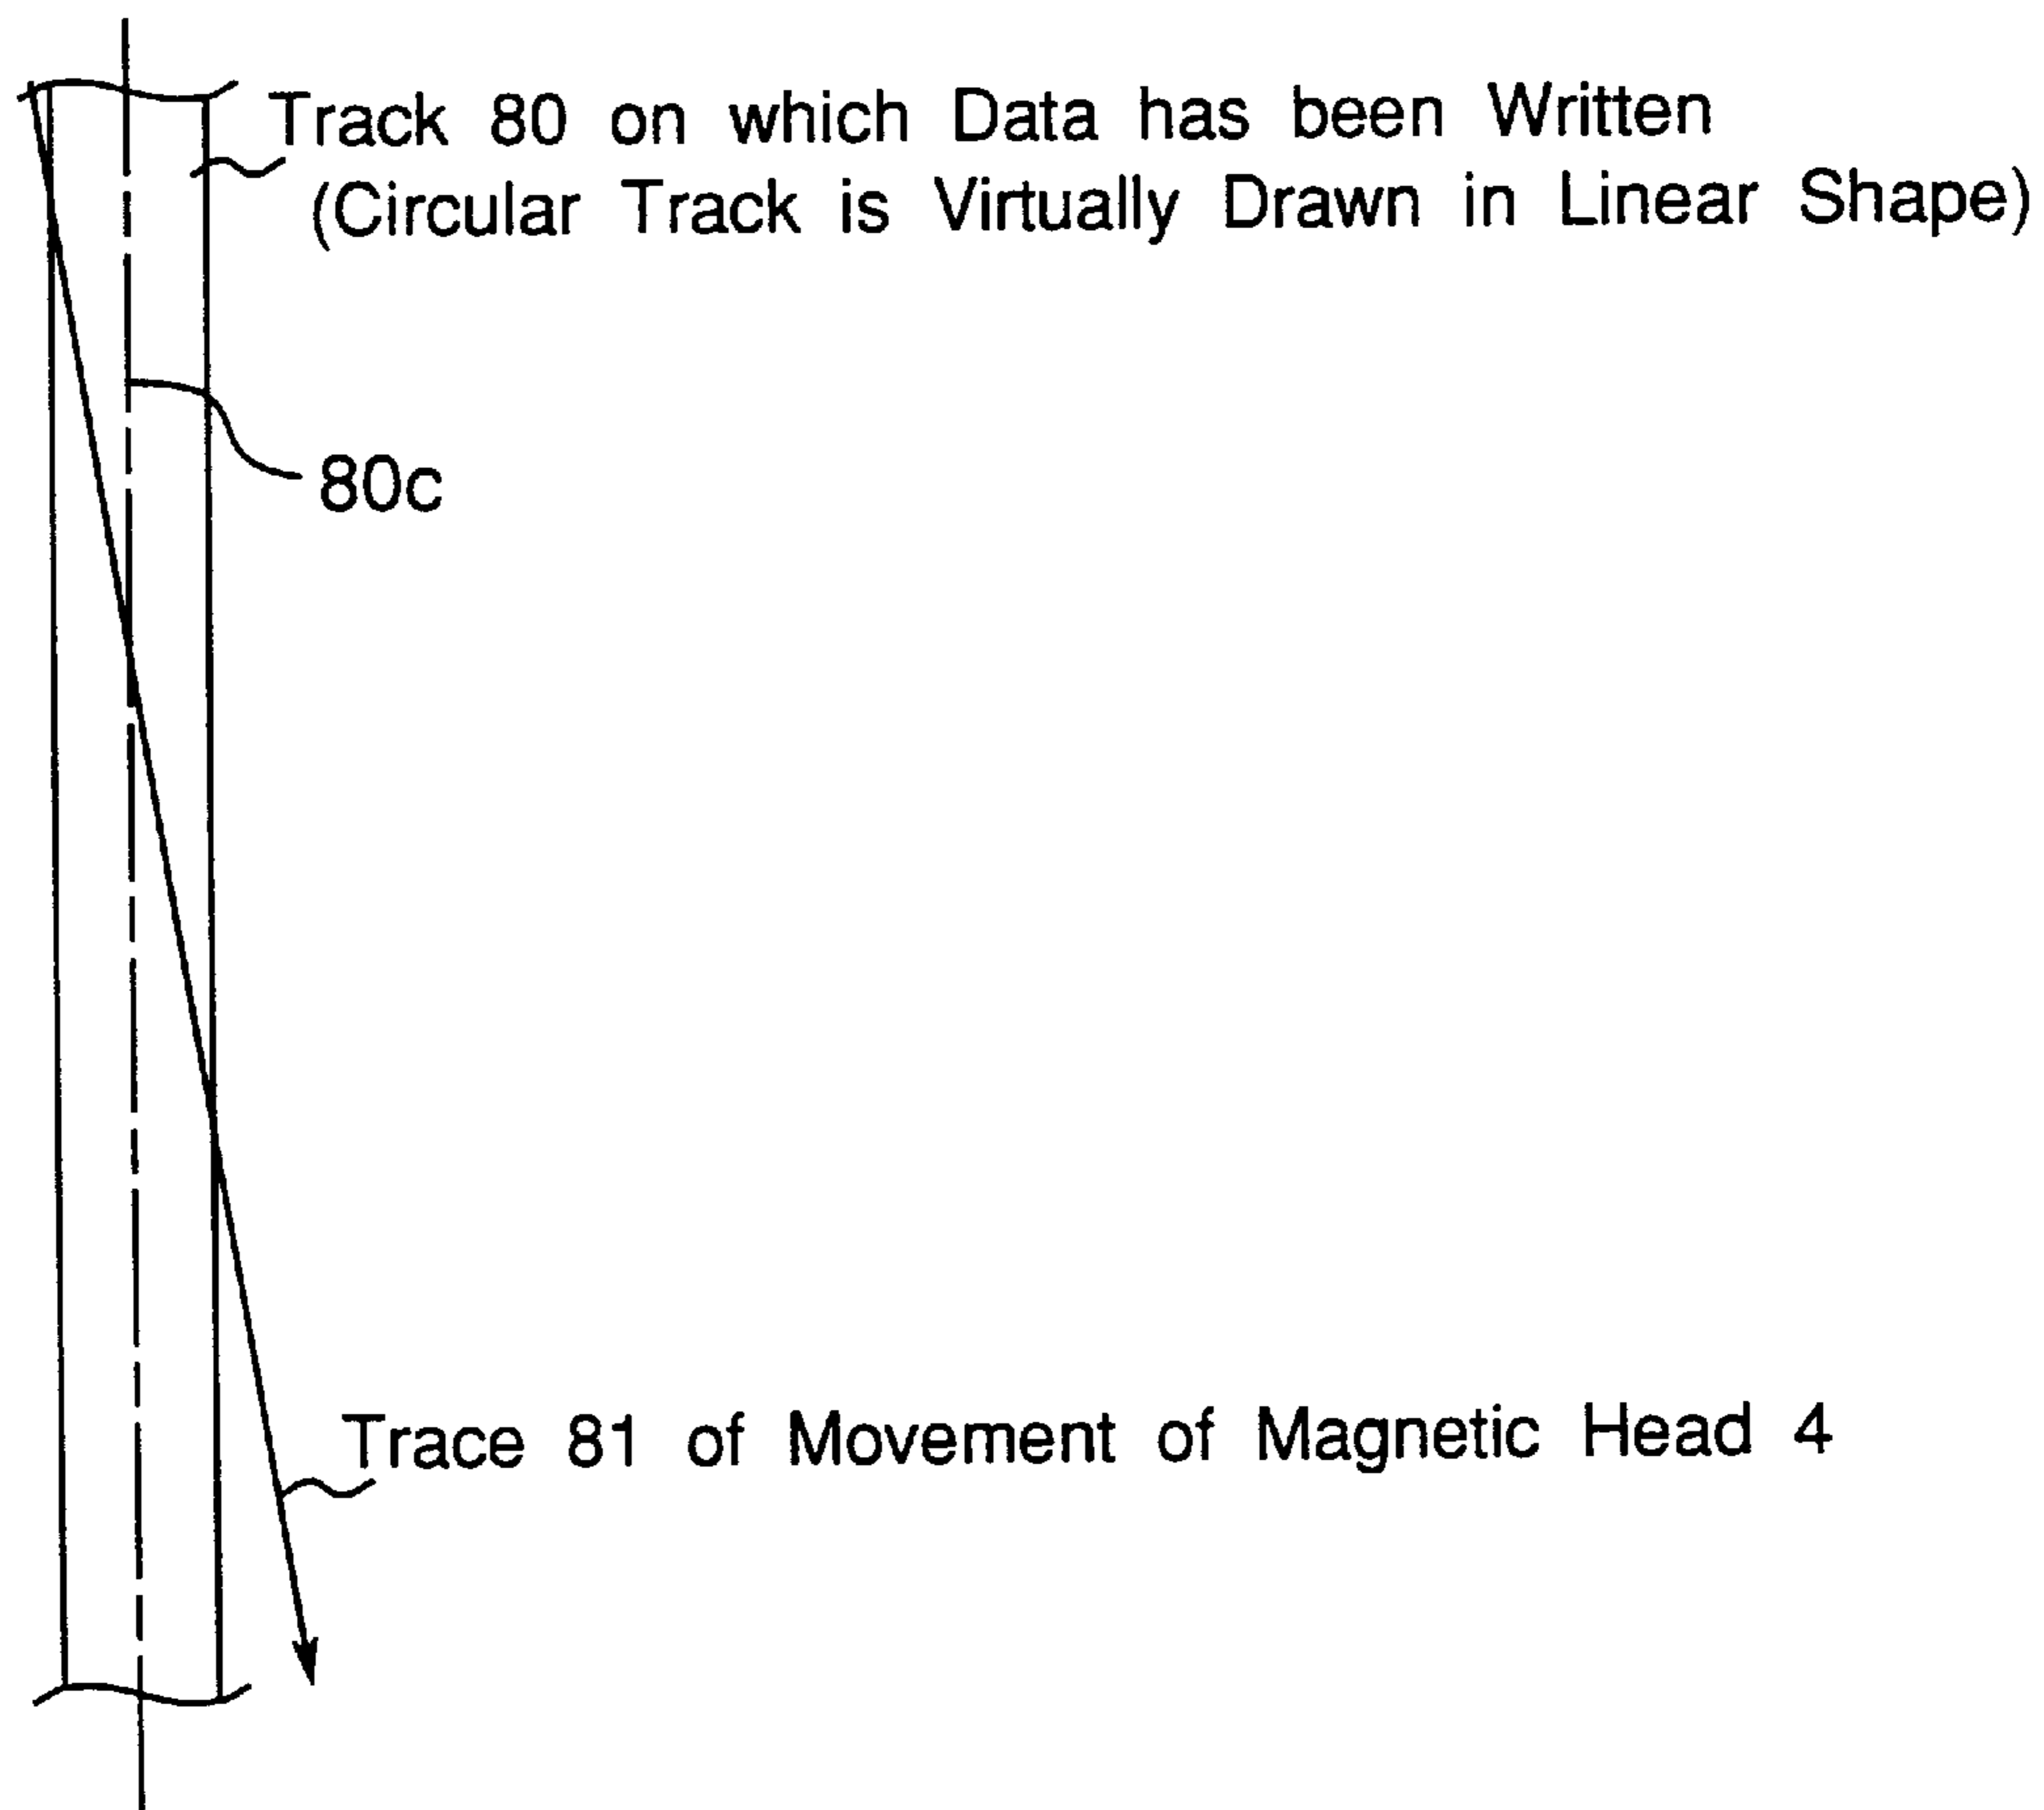 Track 80 on which Data has been Written
(Circular Track is Virtually Drawn in Linear Shape)
80c
Trace 81 of Movement of Magnetic Head 4